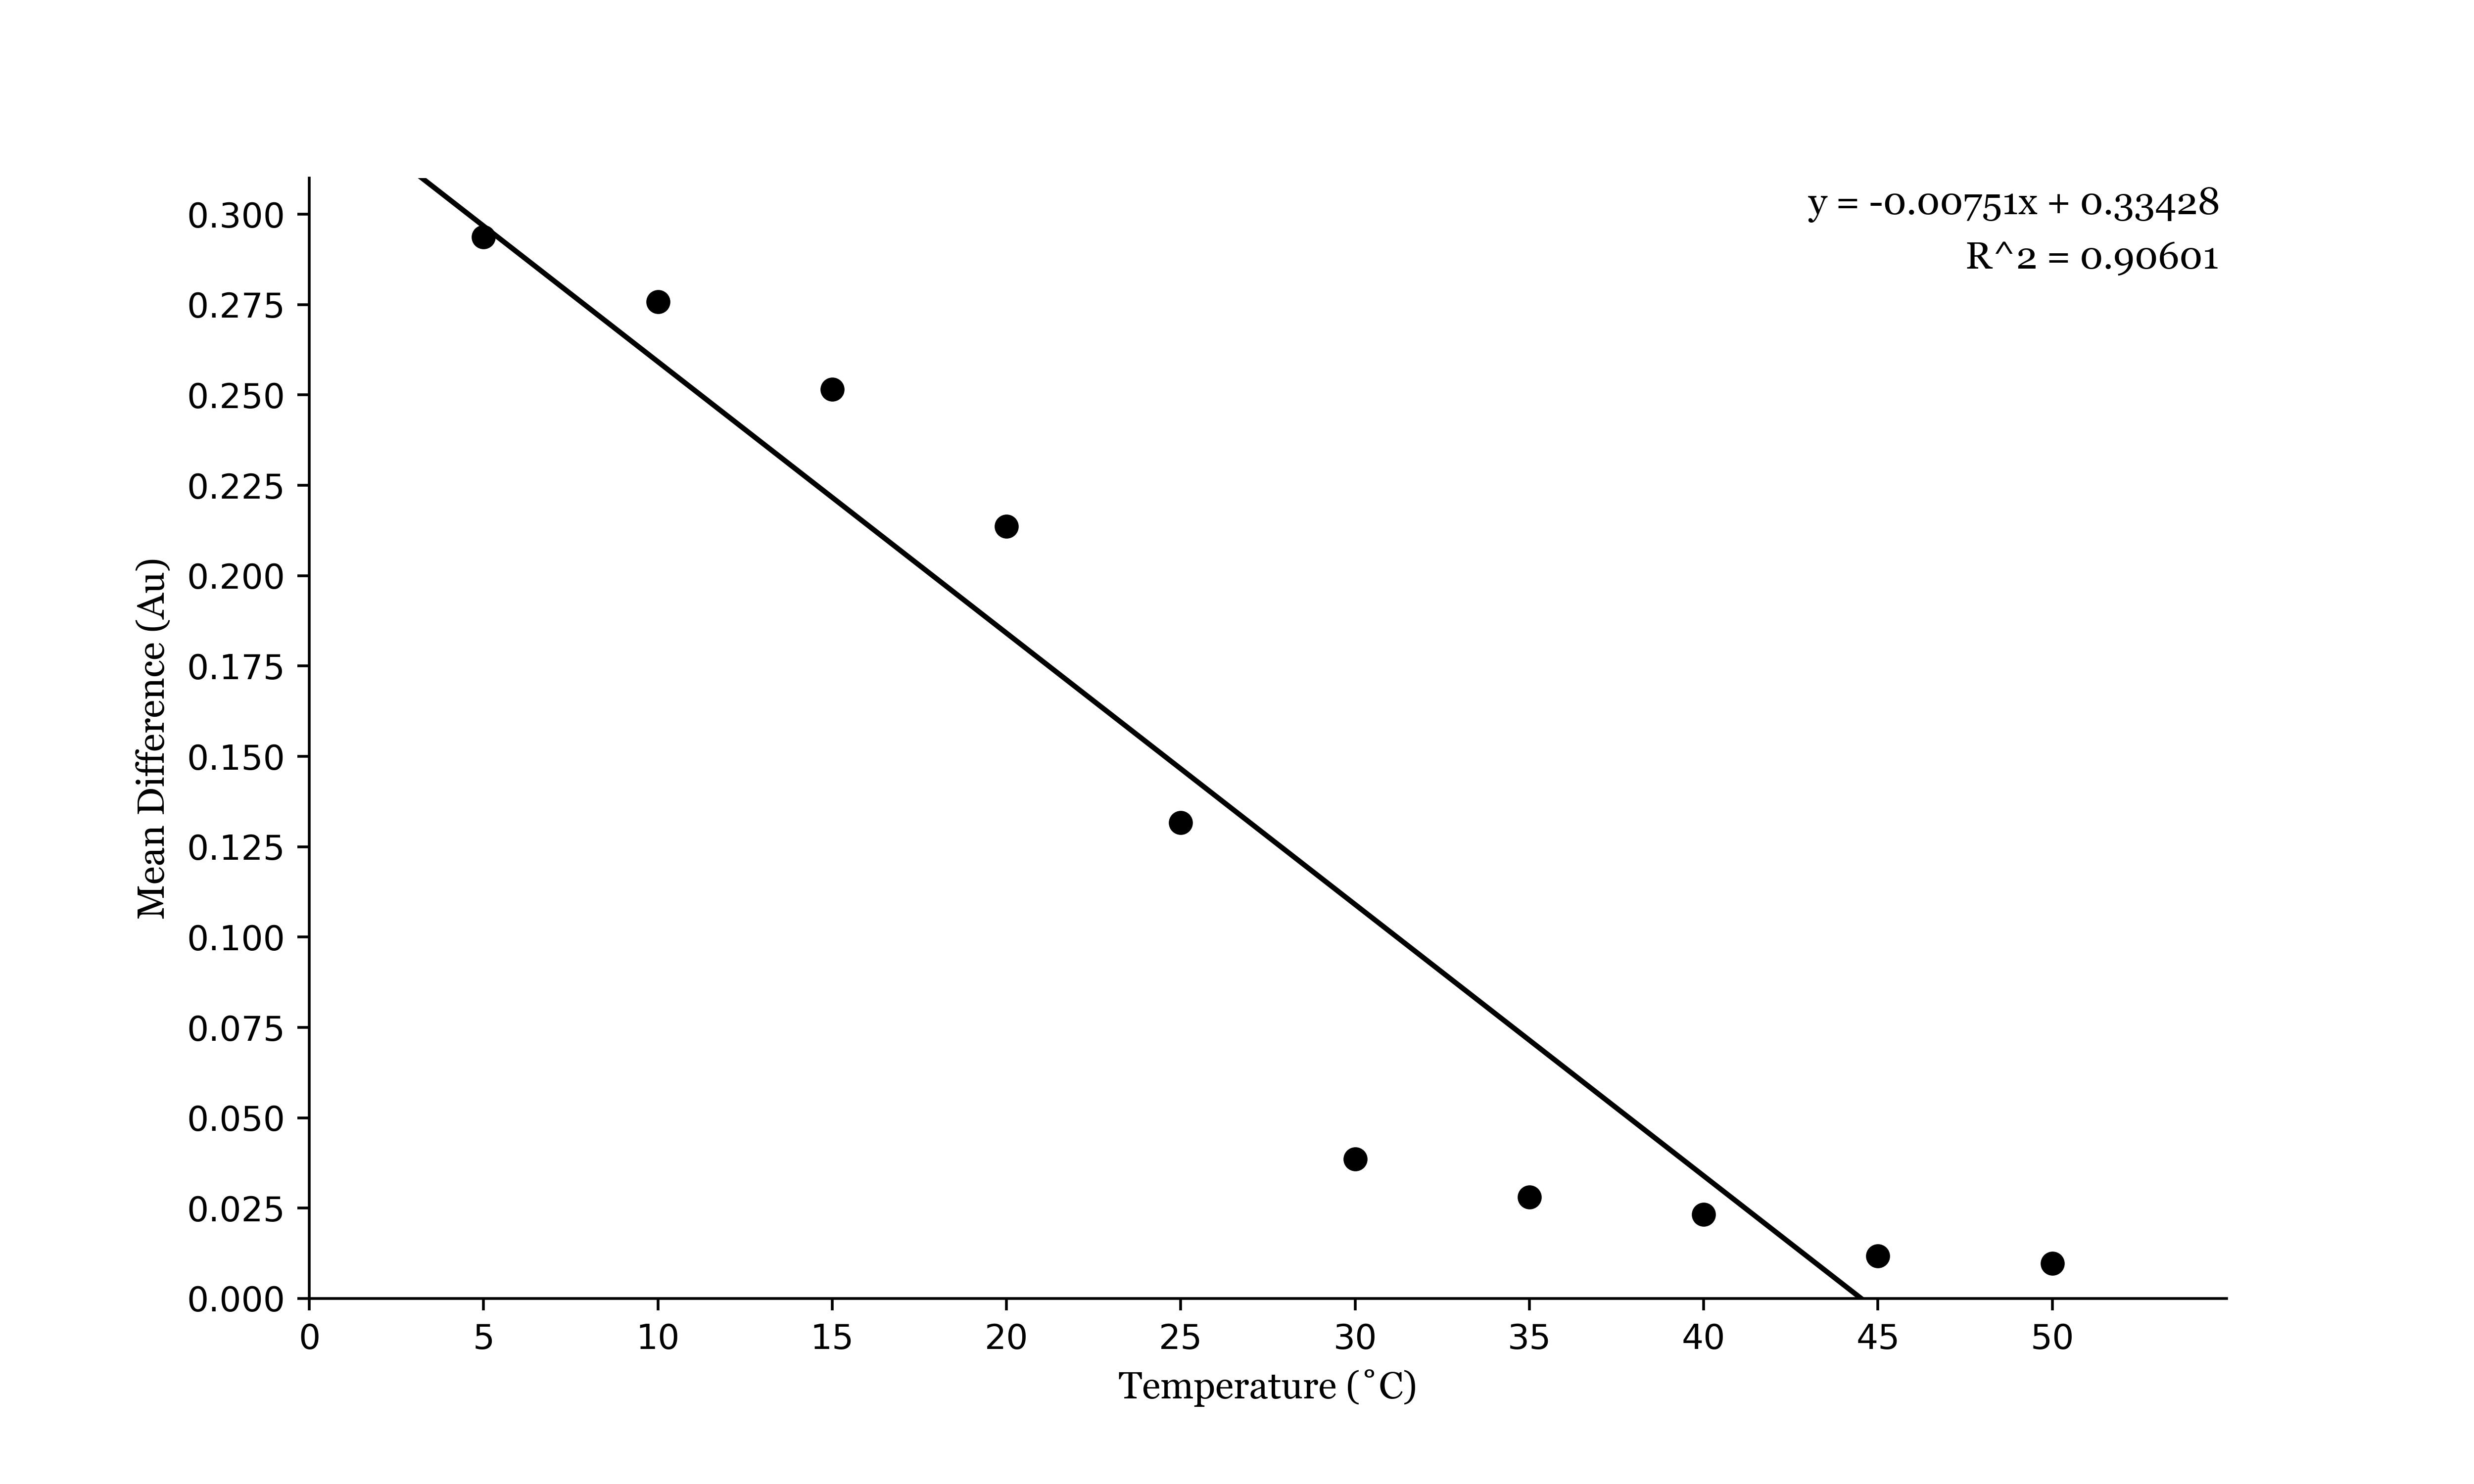 y = -0.00751x + 0.33428
R^2 = 0.90601
0.300
0.275
0.250
0.225
0.200
0.175
0.150
0.125
0.100
0.075
0.050
0.025
0.000
Mean Difference (Au)
0 5 10 15 20 25 30 35 40 45 50
Temperature (°C)